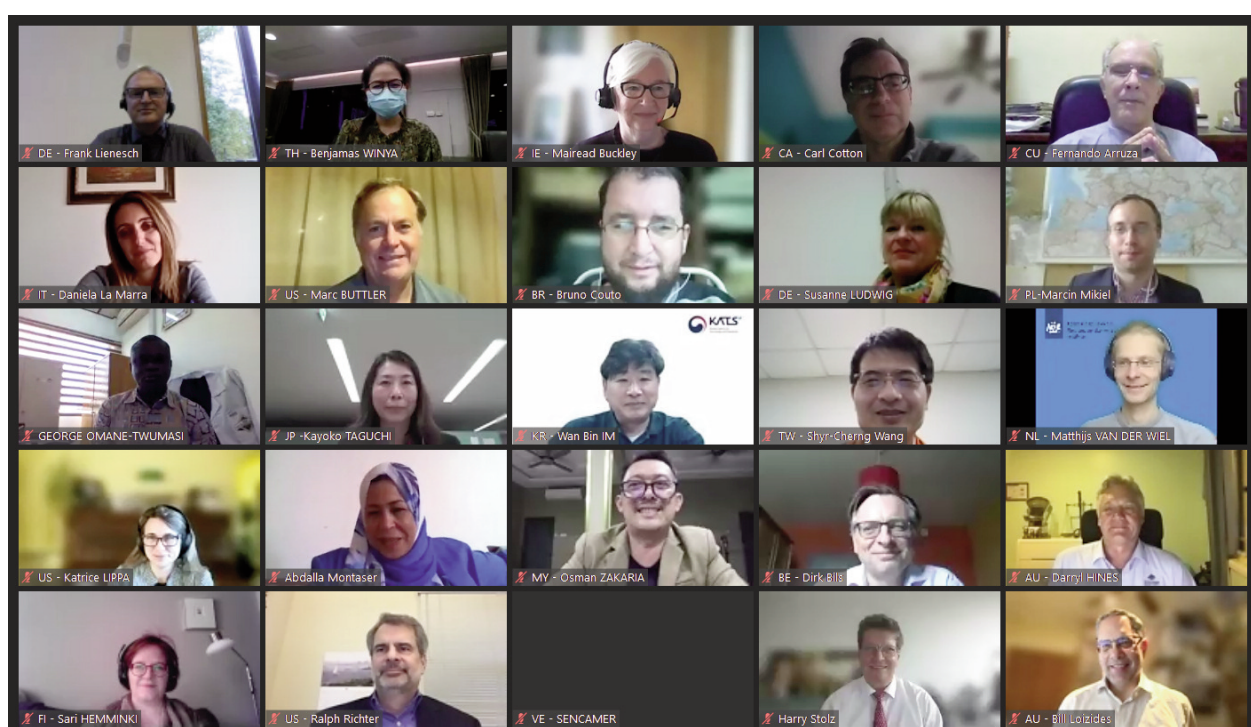 DE - Frank Lienesch
TH - Benjamas WINYA
IE - Mairead Buckley
CA - Carl Cotton
CU - Fernando Arruza
IT - Daniela La Marra
US - Marc BUTTLER
BR - Bruno Couto
DE - Susanne LUDWIG
PL-Marcin Mikiel
KATS
GEORGE OMANE-TWUMASI
JP -Kayoko TAGUCHI
KR - Wan Bin IM
TW - Shyr-Cherng Wang
NL - Matthijs VAN DER WIEL
US - Katrice LIPPA
Abdalla Montaser
MY - Osman ZAKARIA
BE - Dirk Bils
AU - Darryl HINES
FI - Sari HEMMINKI
US - Ralph Richter
VE - SENCAMER
Harry Stolz
AU - Bill Loizides